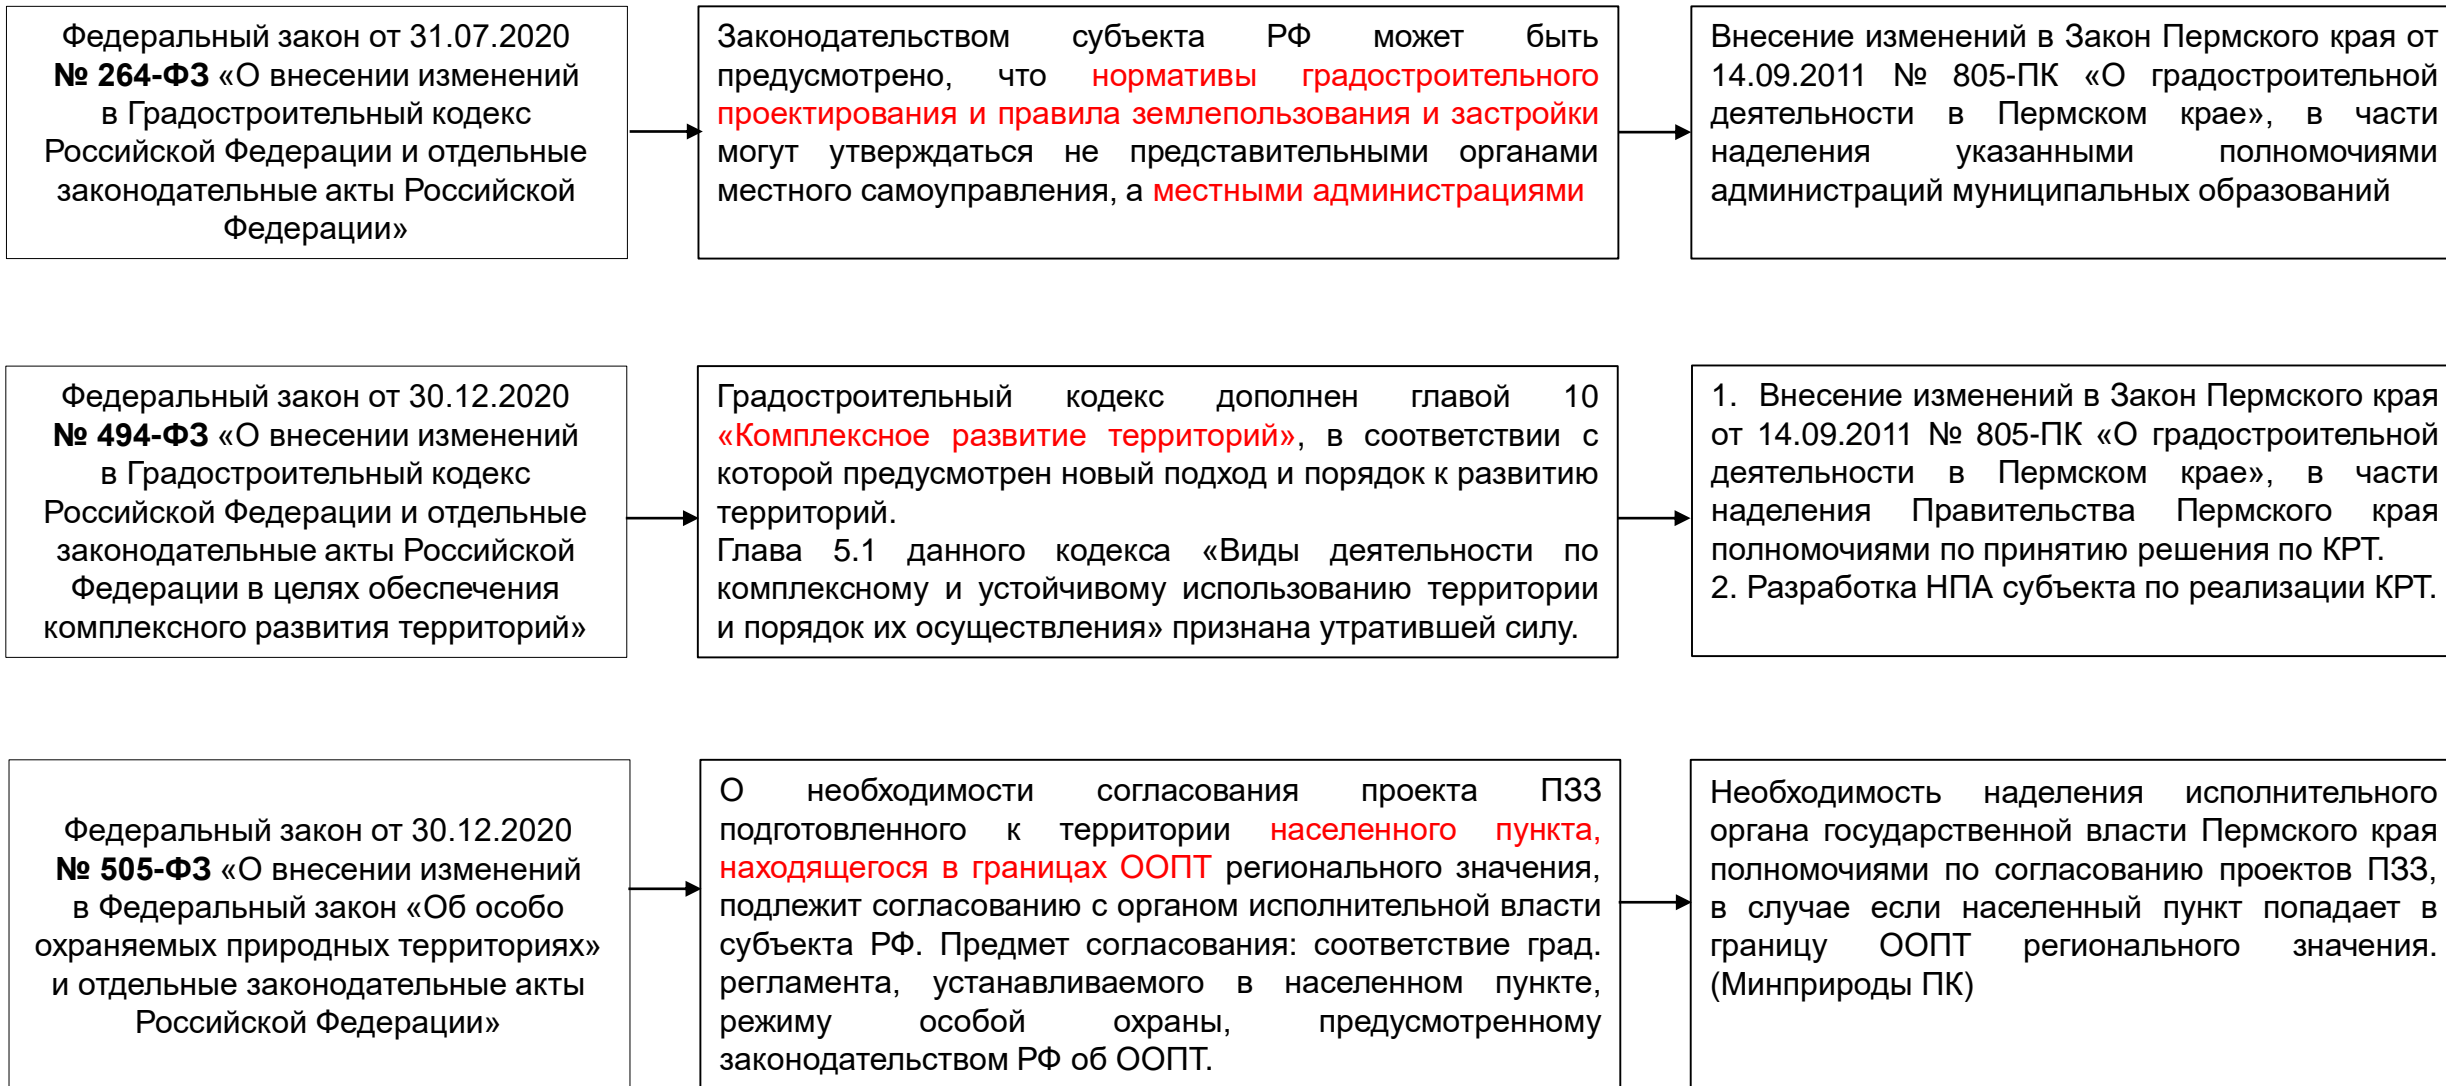 Федеральный закон от 31.07.2020
№ 264-ФЗ «О внесении изменений
в Градостроительный кодекс
Российской Федерации и отдельные
законодательные акты Российской
Федерации»
Законодательством субъекта РФ может быть
предусмотрено, что нормативы градостроительного
проектирования и правила землепользования и застройки
могут утверждаться не представительными органами
местного самоуправления, а местными администрациями
Внесение изменений в Закон Пермского края от
14.09.2011 № 805-ПК «О градостроительной
деятельности в Пермском крае», в части
наделения указанными полномочиями
администраций муниципальных образований
Федеральный закон от 30.12.2020
№ 494-ФЗ «О внесении изменений
в Градостроительный кодекс
Российской Федерации и отдельные
законодательные акты Российской
Федерации в целях обеспечения
комплексного развития территорий»
Градостроительный кодекс дополнен главой 10
«Комплексное развитие территорий», в соответствии с
которой предусмотрен новый подход и порядок к развитию
территорий.
Глава 5.1 данного кодекса «Виды деятельности по
комплексному и устойчивому использованию территории
и порядок их осуществления» признана утратившей силу.
1. Внесение изменений в Закон Пермского края
от 14.09.2011 № 805-ПК «О градостроительной
деятельности в Пермском крае», в части
наделения Правительства Пермского края
полномочиями по принятию решения по КРТ.
2. Разработка НПА субъекта по реализации КРТ.
Федеральный закон от 30.12.2020
№ 505-ФЗ «О внесении изменений
в Федеральный закон «Об особо
охраняемых природных территориях»
и отдельные законодательные акты
Российской Федерации»
О необходимости согласования проекта ПЗЗ
подготовленного к территории населенного пункта,
находящегося в границах ООПТ регионального значения,
подлежит согласованию с органом исполнительной власти
субъекта РФ. Предмет согласования: соответствие град.
регламента, устанавливаемого в населенном пункте,
режиму особой охраны, предусмотренному
законодательством РФ об ООПТ.
Необходимость наделения исполнительного
органа государственной власти Пермского края
полномочиями по согласованию проектов ПЗЗ,
в случае если населенный пункт попадает в
границу ООПТ регионального значения.
(Минприроды ПК)